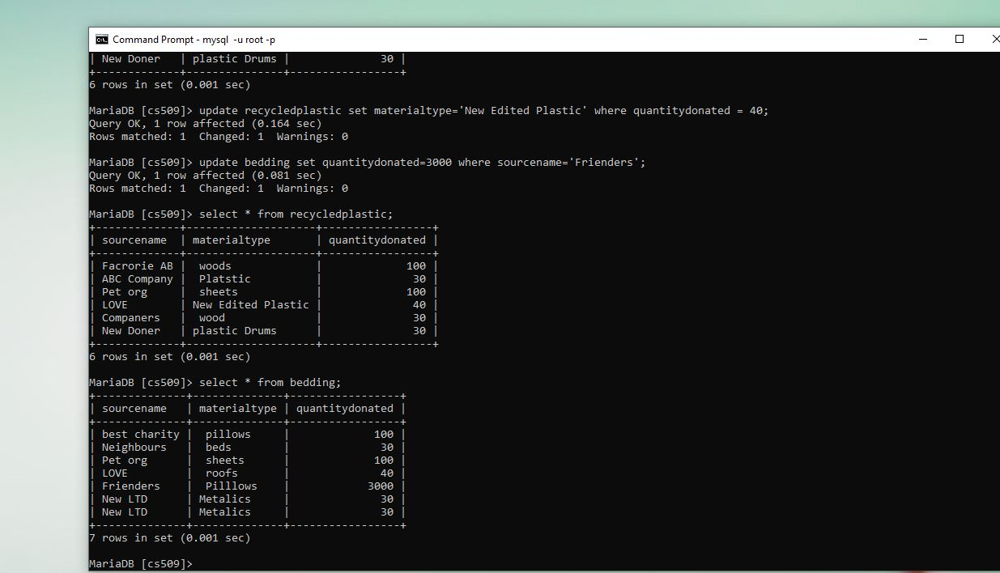 Command Prompt - mysql  -u root -p
| New Doner   | plastic Drums |              30 |
+-------------+---------------+-----------------+
6 rows in set (0.001 sec)
MariaDB [cs509]> update recycledplastic set materialtype='New Edited Plastic' where quantitydonated = 40;
Query OK, 1 row affected (0.164 sec)
Rows matched: 1  Changed: 1  Warnings: 0
MariaDB [cs509]> update bedding set quantitydonated=3000 where sourcename='Frienders';
Query OK, 1 row affected (0.081 sec)
Rows matched: 1  Changed: 1  Warnings: 0
MariaDB [cs509]> select * from recycledplastic;
+-------------+--------------------+-----------------+
| sourcename  | materialtype       | quantitydonated |
+-------------+--------------------+-----------------+
| Facrorie AB |  woods             |             100 |
| ABC Company |  Platstic          |              30 |
| Pet org     |  sheets            |             100 |
| LOVE        | New Edited Plastic |              40 |
| Companers   |  wood              |              30 |
| New Doner   | plastic Drums      |              30 |
+-------------+--------------------+-----------------+
6 rows in set (0.001 sec)
MariaDB [cs509]> select * from bedding;
+--------------+--------------+-----------------+
| sourcename   | materialtype | quantitydonated |
+--------------+--------------+-----------------+
| best charity |  pillows     |             100 |
| Neighbours   |  beds        |              30 |
| Pet org      |  sheets      |             100 |
| LOVE         |  roofs       |              40 |
| Frienders    |  Pilllows    |            3000 |
| New LTD      | Metalics     |              30 |
| New LTD      | Metalics     |              30 |
+--------------+--------------+-----------------+
7 rows in set (0.001 sec)
MariaDB [cs509]>